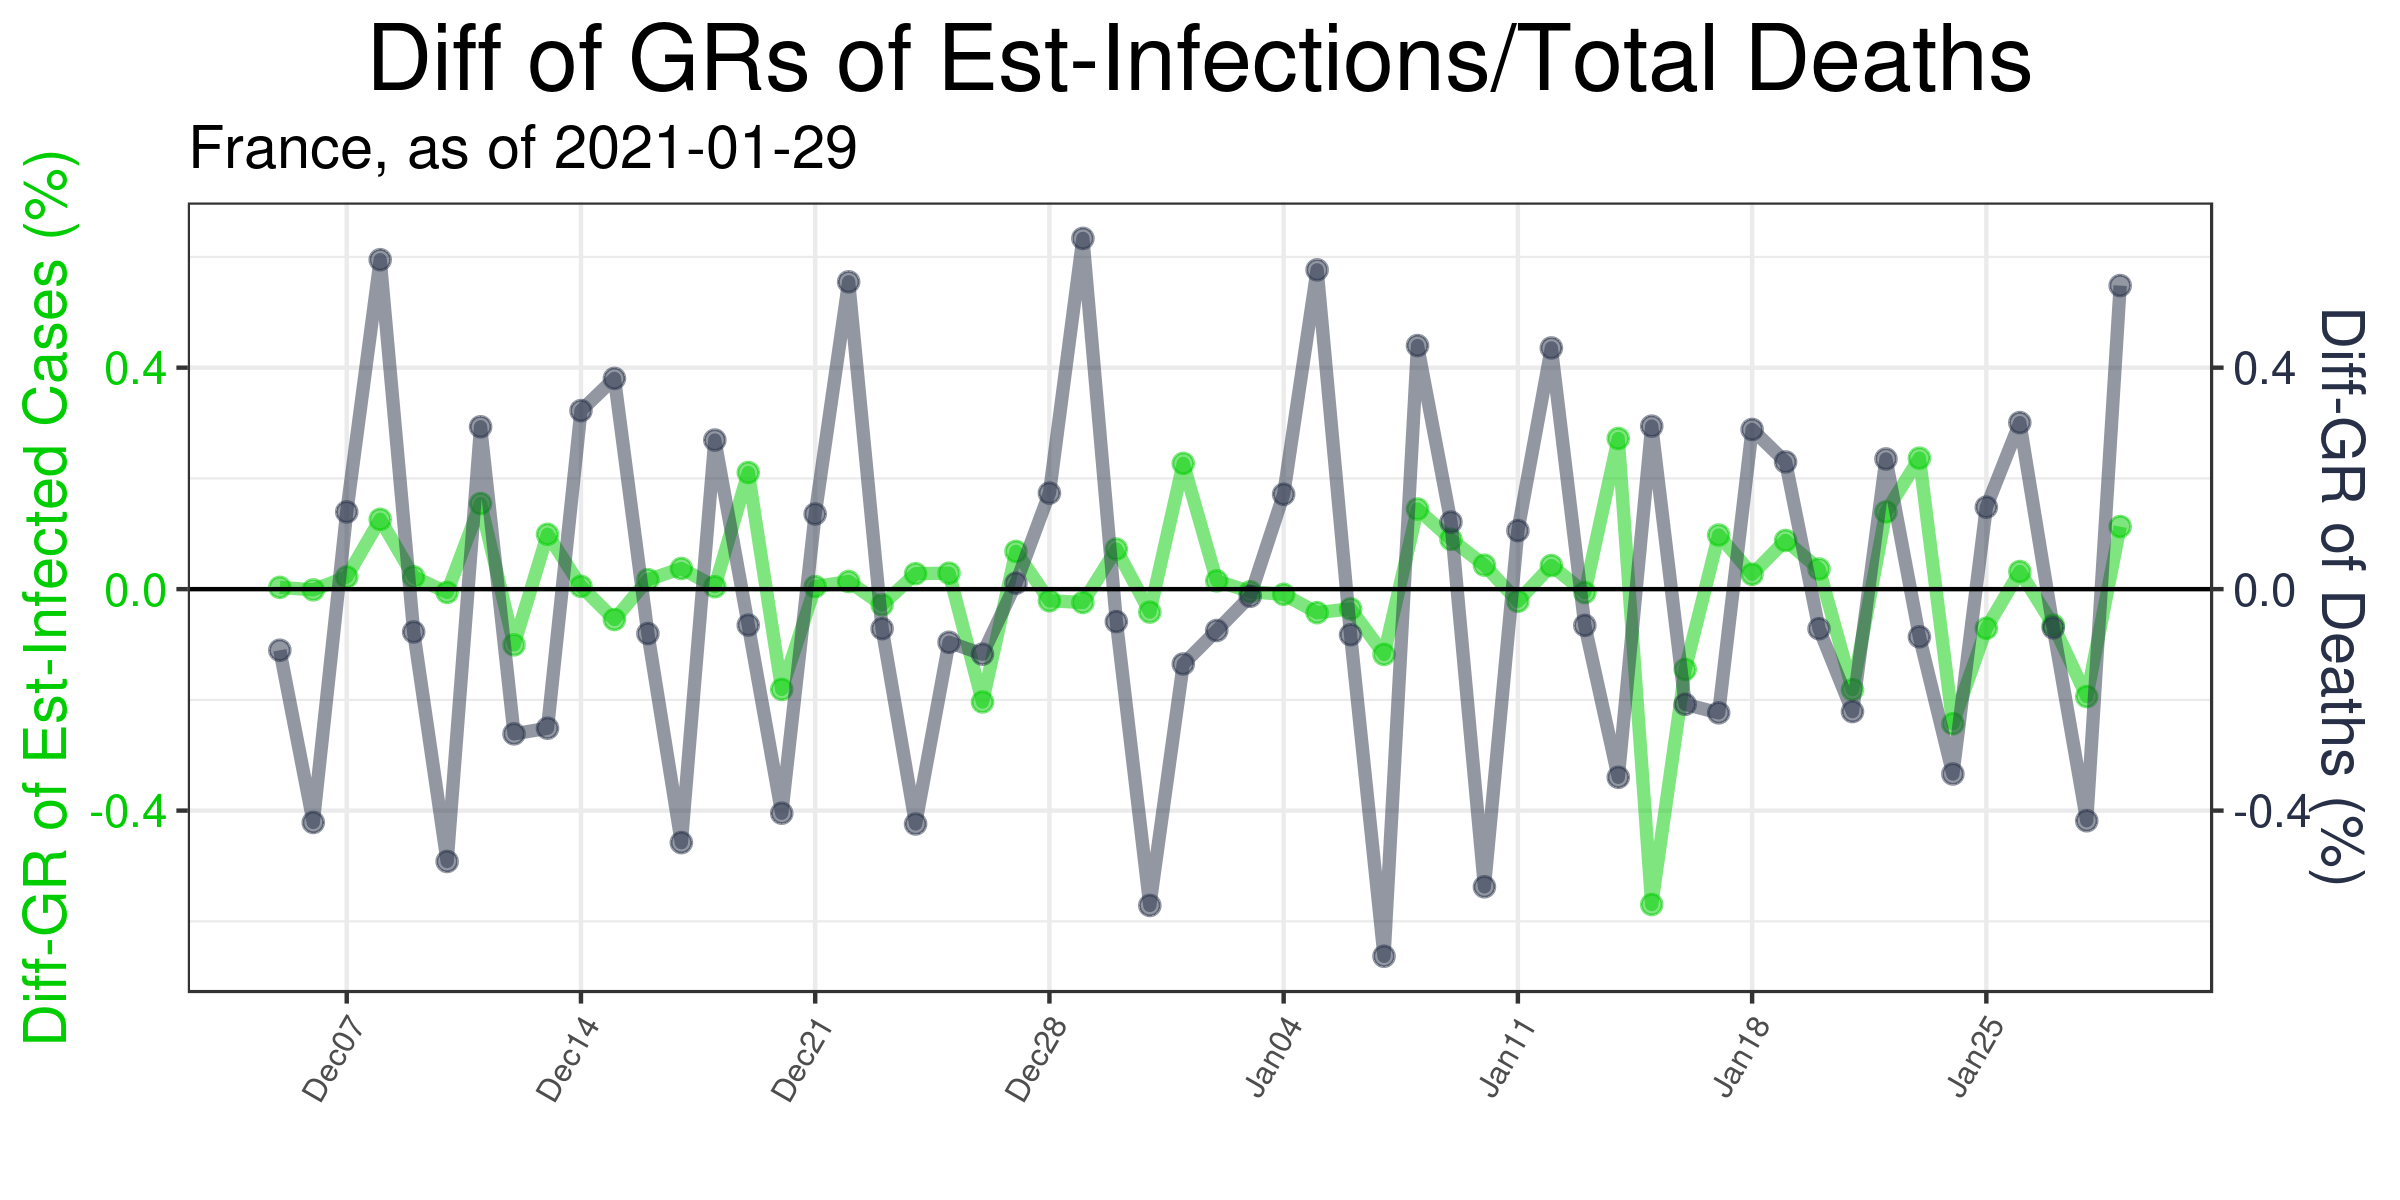 Diff of GRs of Est-Infections/Total Deaths
France, as of 2021-01-29
Diff-GR of Est-Infected Cases (%)
0.4
0.0
-0.4
0.4
0.0
-0.4
Diff-GR of Deaths (%)
Dec07
Dec14
Dec21
Dec28
Jan04
Jan11
Jan18
Jan25